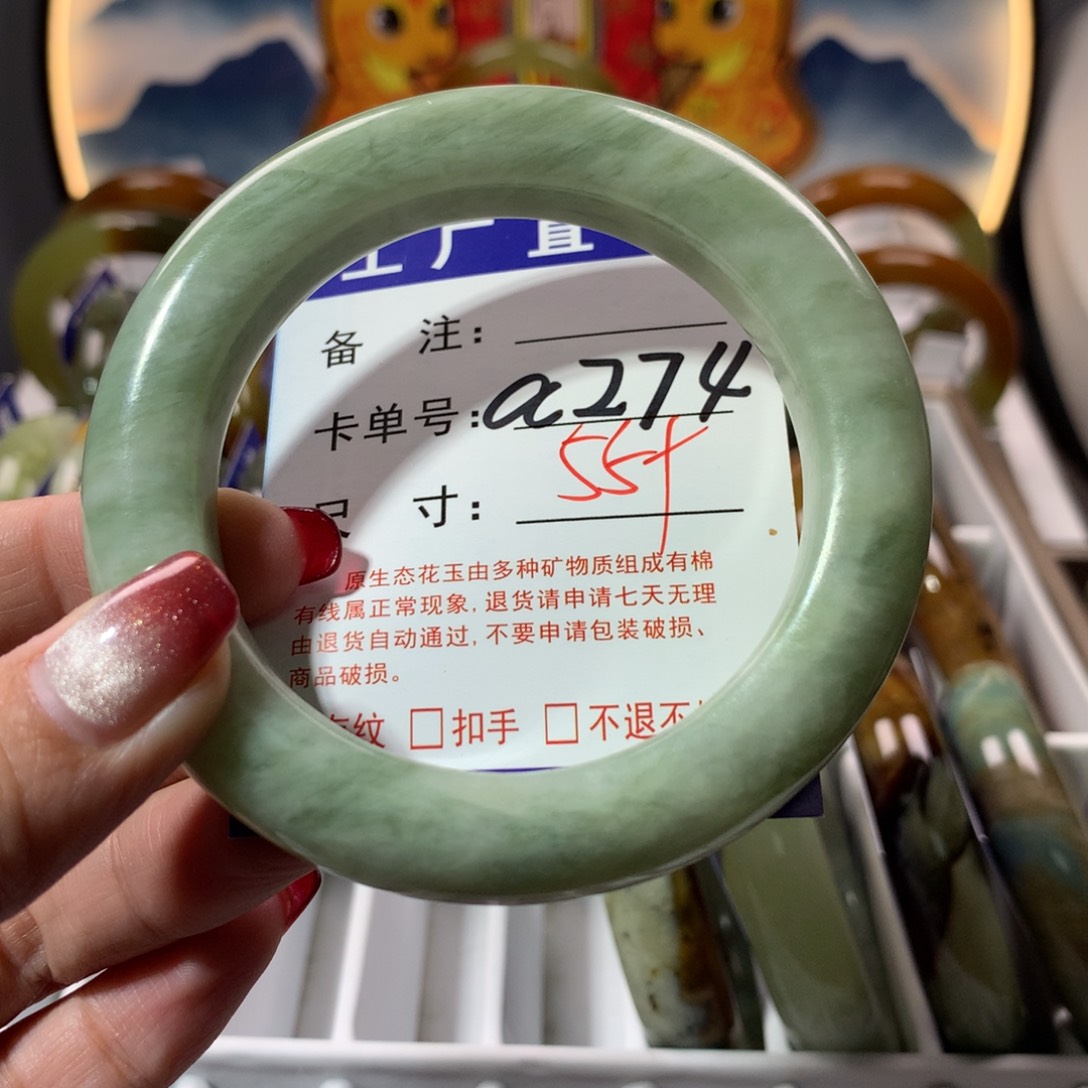 工厂直
备 注：
卡单号：a274
55+
尺 寸：
原生态花玉由多种矿物质组成有棉
有线属正常现象，退货请申请七天无理
由退货自动通过，不要申请包装破损、
商品破损。
纹 □扣手 □不退不